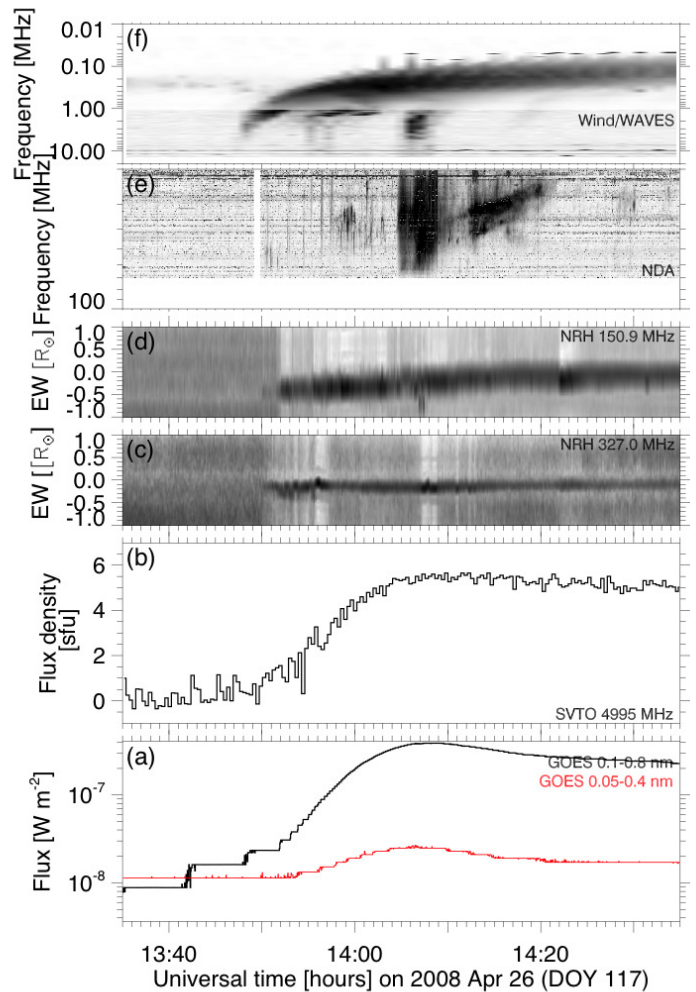 (f)
0.01
0.10
1.00
10.00
Frequency [MHz]
Wind/WAVES
(e)
100
Frequency [MHz]
NDA
(d)
NRH 150.9 MHz
1.0
0.5
0.0
-0.5
-1.0
EW [R⊙]
(c)
NRH 327.0 MHz
1.0
0.5
0.0
-0.5
-1.0
EW [[R⊙]
(b)
6
4
2
0
Flux density
[sfu]
SVTO 4995 MHz
(a)
GOES 0.1-0.8 nm
GOES 0.05-0.4 nm
10-7
10-8
Flux [W m-2]
13:40 14:00 14:20
Universal time [hours] on 2008 Apr 26 (DOY 117)